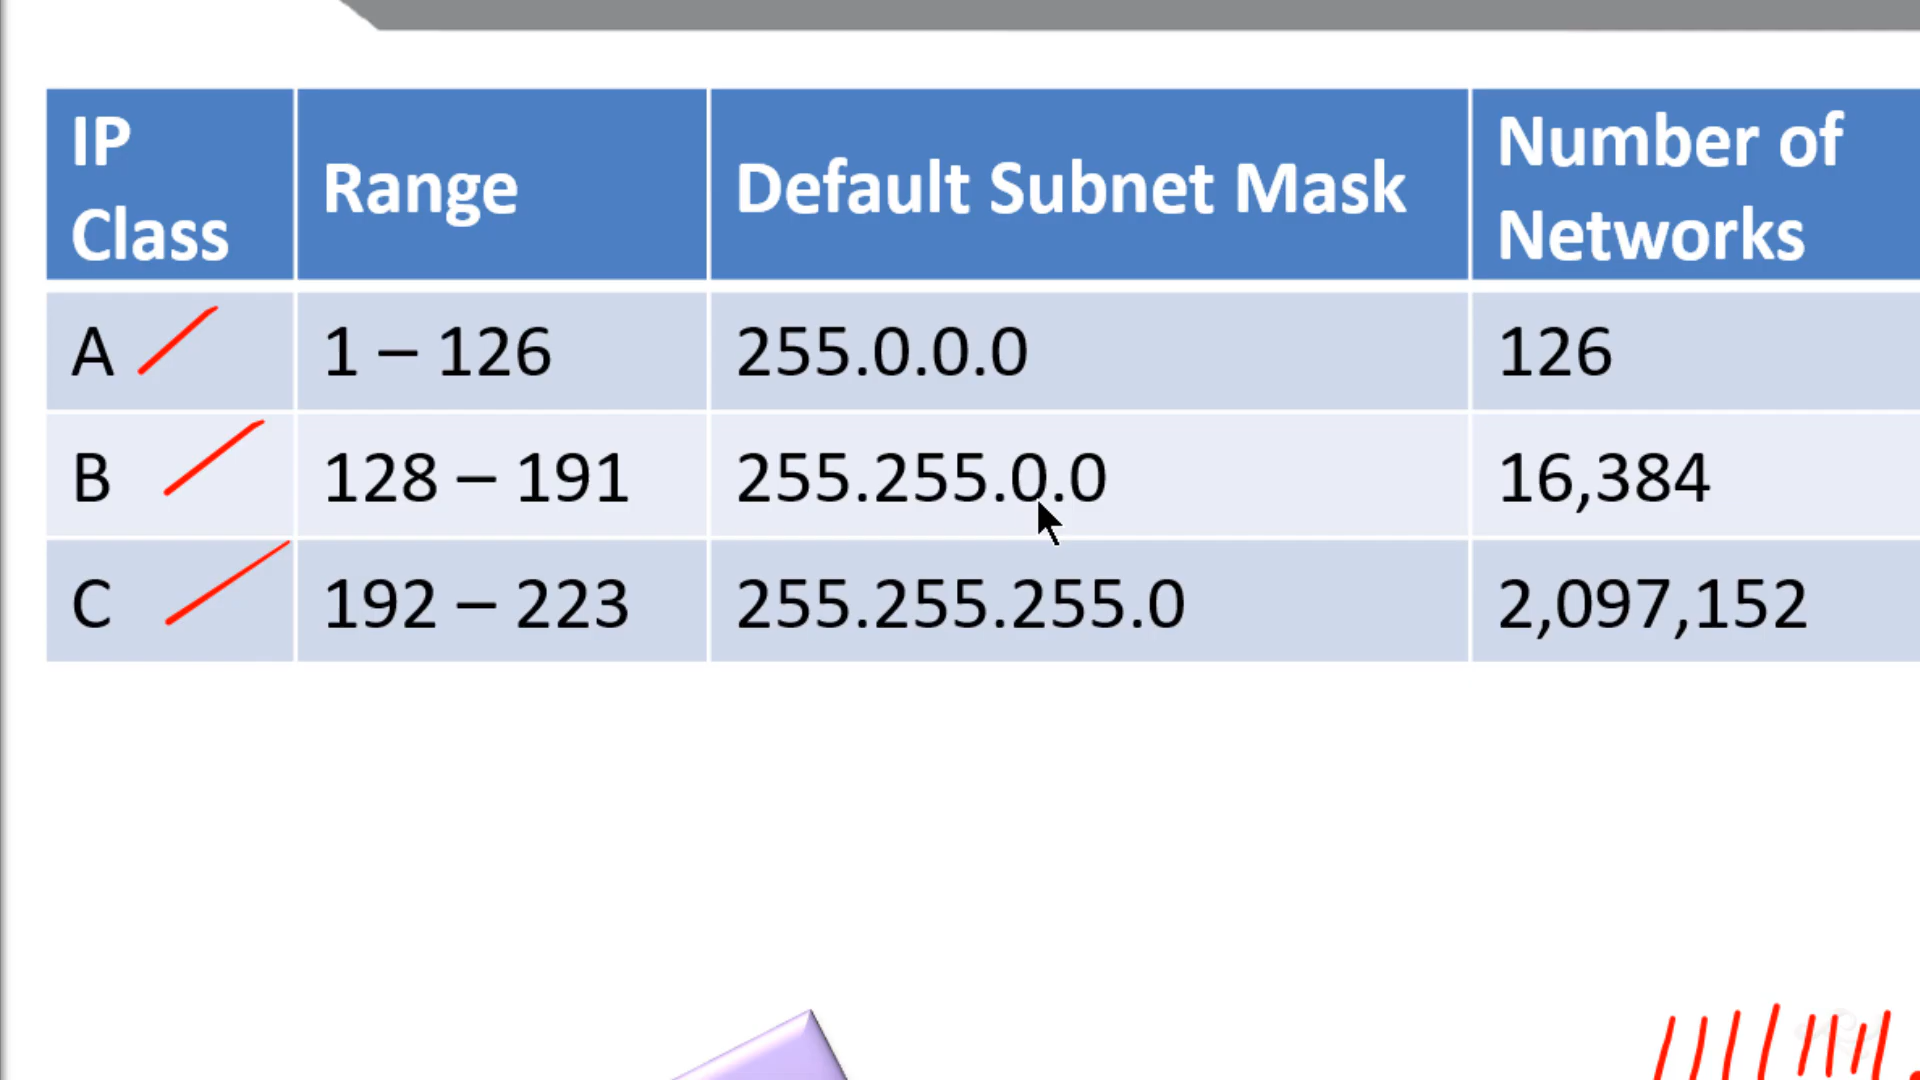 IP Class Range Default Subnet Mask Number of Networks
A 1 – 126 255.0.0.0 126
B 128 – 191 255.255.0.0 16,384
C 192 – 223 255.255.255.0 2,097,152